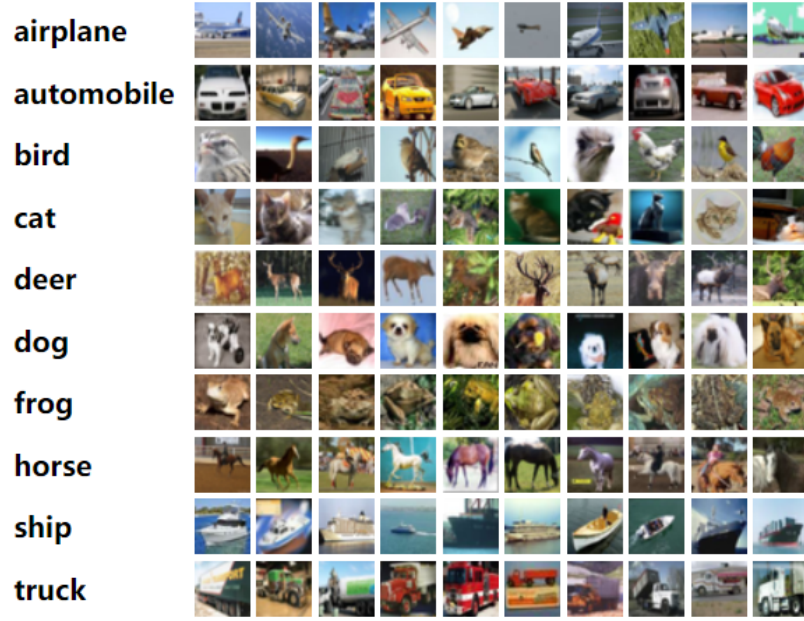 airplane
automobile
bird
cat
deer
dog
frog
horse
ship
truck